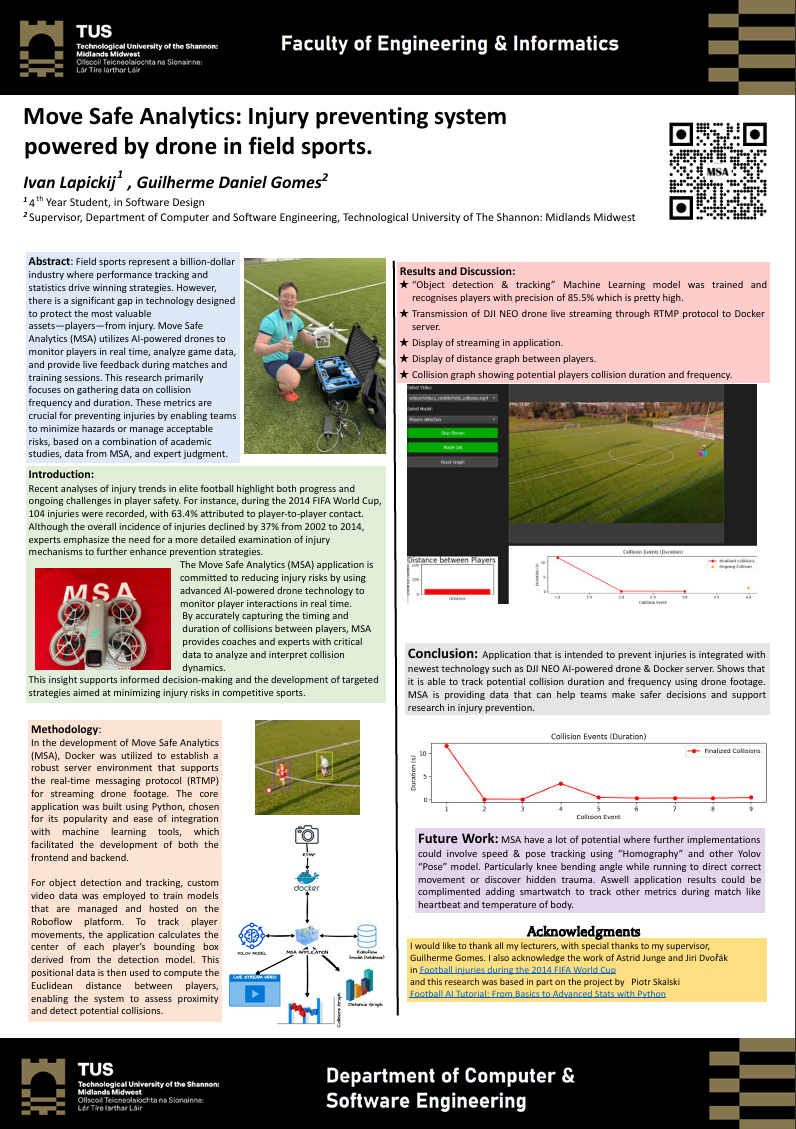 TUS
Technological University of the Shannon:
Midlands Midwest
Ollscoil Teicneolaíochta na Sionainne:
Lár Tíre Iarthar Láir
Faculty of Engineering & Informatics
Move Safe Analytics: Injury preventing system
powered by drone in field sports.
Ivan Lapickij1 , Guilherme Daniel Gomes2
1 4th Year Student, in Software Design
2 Supervisor, Department of Computer and Software Engineering, Technological University of The Shannon: Midlands Midwest
MSA
Abstract: Field sports represent a billion-dollar
industry where performance tracking and
statistics drive winning strategies. However,
there is a significant gap in technology designed
to protect the most valuable
assets—players—from injury. Move Safe
Analytics (MSA) utilizes AI-powered drones to
monitor players in real time, analyze game data,
and provide live feedback during matches and
training sessions. This research primarily
focuses on gathering data on collision
frequency and duration. These metrics are
crucial for preventing injuries by enabling teams
to minimize hazards or manage acceptable
risks, based on a combination of academic
studies, data from MSA, and expert judgment.
Introduction:
Recent analyses of injury trends in elite football highlight both progress and
ongoing challenges in player safety. For instance, during the 2014 FIFA World Cup,
104 injuries were recorded, with 63.4% attributed to player-to-player contact.
Although the overall incidence of injuries declined by 37% from 2002 to 2014,
experts emphasize the need for a more detailed examination of injury
mechanisms to further enhance prevention strategies.
MSA
The Move Safe Analytics (MSA) application is
committed to reducing injury risks by using
advanced AI-powered drone technology to
monitor player interactions in real time.
By accurately capturing the timing and
duration of collisions between players, MSA
provides coaches and experts with critical
data to analyze and interpret collision
dynamics.
This insight supports informed decision-making and the development of targeted
strategies aimed at minimizing injury risks in competitive sports.
Methodology:
In the development of Move Safe Analytics
(MSA), Docker was utilized to establish a
robust server environment that supports
the real-time messaging protocol (RTMP)
for streaming drone footage. The core
application was built using Python, chosen
for its popularity and ease of integration
with machine learning tools, which
facilitated the development of both the
frontend and backend.
For object detection and tracking, custom
video data was employed to train models
that are managed and hosted on the
Roboflow platform. To track player
movements, the application calculates the
center of each player's bounding box
derived from the detection model. This
positional data is then used to compute the
Euclidean distance between players,
enabling the system to assess proximity
and detect potential collisions.
RTMP
docker
YOLOV MODEL
MSA APPLICATION
Roboflow
(model Database)
LIVE STREAM VIDEO
Distance Graph
Collisions Graph
Results and Discussion:
★ "Object detection & tracking" Machine Learning model was trained and
recognises players with precision of 85.5% which is pretty high.
★ Transmission of DJI NEO drone live streaming through RTMP protocol to Docker
server.
★ Display of streaming in application.
★ Display of distance graph between players.
★ Collision graph showing potential players collision duration and frequency.
Select Video:
Select Model:
Players detection
Stop Stream
Model ON
Reset Graph
Distance between Players
200
100
0
Distance
Collision Events (Duration)
Finalized Collisions
Ongoing Collision
10
5
0
1.0 1.5 2.0 2.5 3.0 3.5 4.0
Collision Event
Conclusion: Application that is intended to prevent injuries is integrated with
newest technology such as DJI NEO AI-powered drone & Docker server. Shows that
it is able to track potential collision duration and frequency using drone footage.
MSA is providing data that can help teams make safer decisions and support
research in injury prevention.
Collision Events (Duration)
Finalized Collisions
Duration (s)
10
5
0
1 2 3 4 5 6 7 8 9
Collision Event
Future Work: MSA have a lot of potential where further implementations
could involve speed & pose tracking using "Homography" and other Yolov
"Pose" model. Particularly knee bending angle while running to direct correct
movement or discover hidden trauma. Aswell application results could be
complimented adding smartwatch to track other metrics during match like
heartbeat and temperature of body.
Acknowledgments
I would like to thank all my lecturers, with special thanks to my supervisor,
Guilherme Gomes. I also acknowledge the work of Astrid Junge and Jiri Dvořák
in Football injuries during the 2014 FIFA World Cup
and this research was based in part on the project by Piotr Skalski
Football AI Tutorial: From Basics to Advanced Stats with Python
TUS
Technological University of the Shannon:
Midlands Midwest
Ollscoil Teicneolaíochta na Sionainne:
Lár Tíre Iarthar Láir
Department of Computer &
Software Engineering